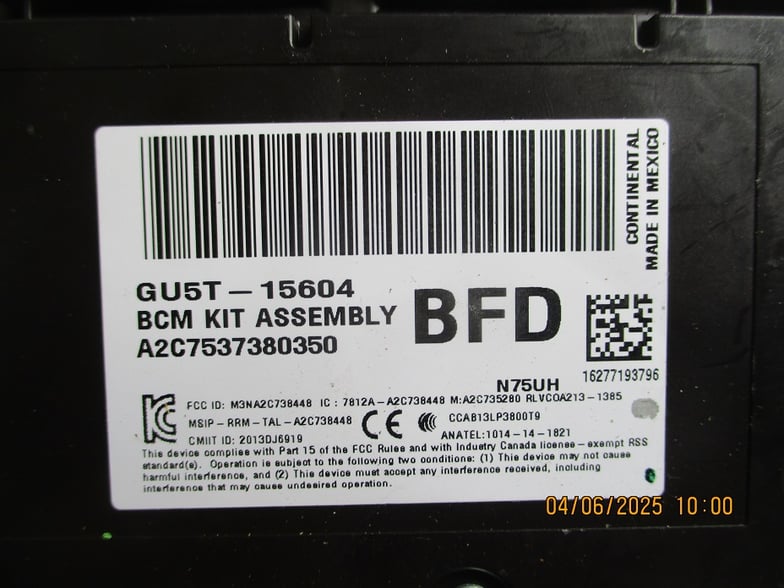 CONTINENTAL
MADE IN MEXICO
GU5T - 15604
BFD
BCM KIT ASSEMBLY
A2C7537380350
N75UH
16277193796
FCC ID: M3NA2C738448 IC : 7812A-A2C738448 M:A2C735280 RLVCOA213-1385
MSIP - RRM - TAL - A2C738448
CE
CCAB13LP3800T9
CMIIT ID: 2013DJ6919
ANATEL:1014-14-1821
This device complies with Part 15 of the FCC Rules and with Industry Canada license - exempt RSS
standard(s). Operation is subject to the following two conditions: (1) This device may not cause
harmful interference, and (2) This device must accept any interference received, including
interference that may cause undesired operation.
04/06/2025 10:00